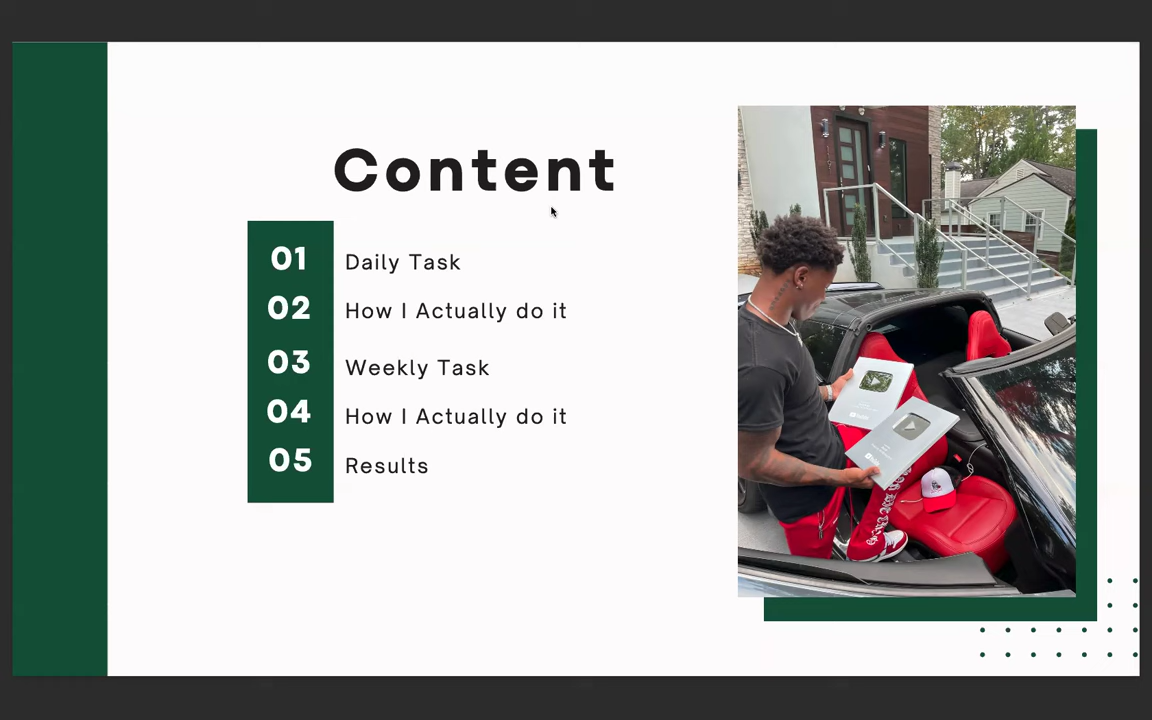 Content
01 Daily Task
02 How I Actually do it
03 Weekly Task
04 How I Actually do it
05 Results